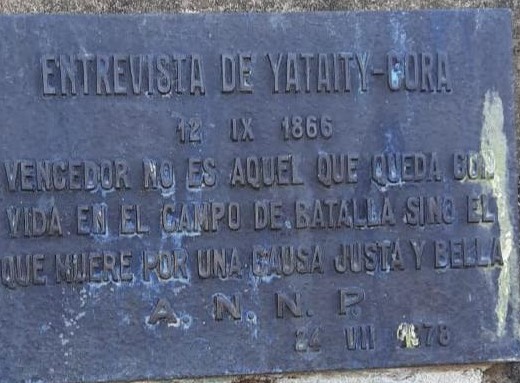 ENTREVISTA DE YATAITY-CORA
12 IX 1866
VENCEDOR NO ES AQUEL QUE QUEDA CON
VIDA EN EL CAMPO DE BATALLA SINO EL
QUE MUERE POR UNA CAUSA JUSTA Y BELLA
A. N. N. P.
24 VII 1978